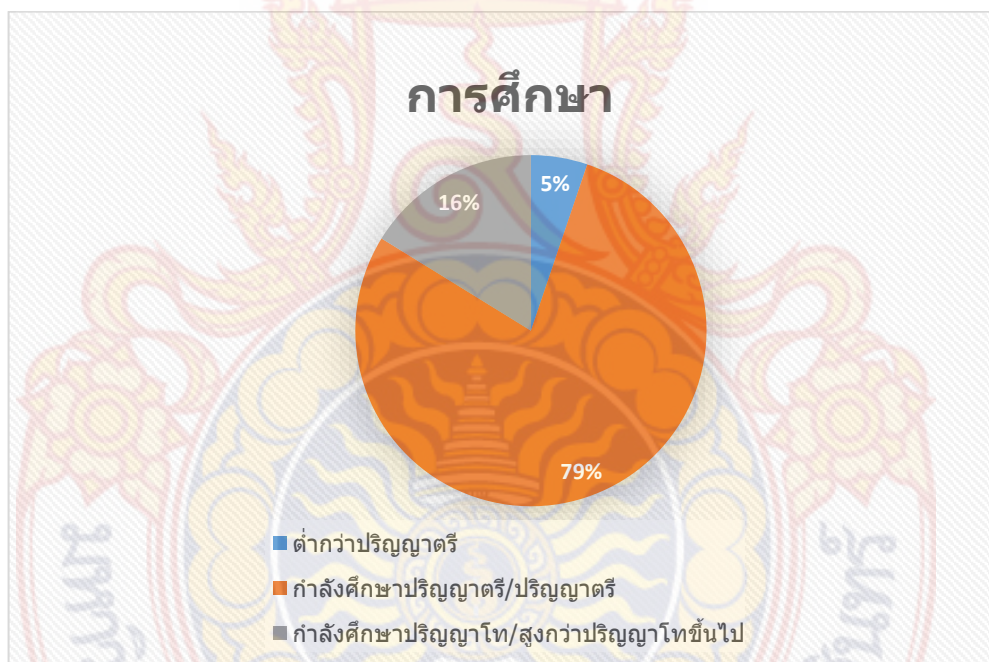 การศึกษา
5%
16%
79%
ต่ำกว่าปริญญาตรี
กำลังศึกษาปริญญาตรี/ปริญญาตรี
กำลังศึกษาปริญญาโท/สูงกว่าปริญญาโทขึ้นไป